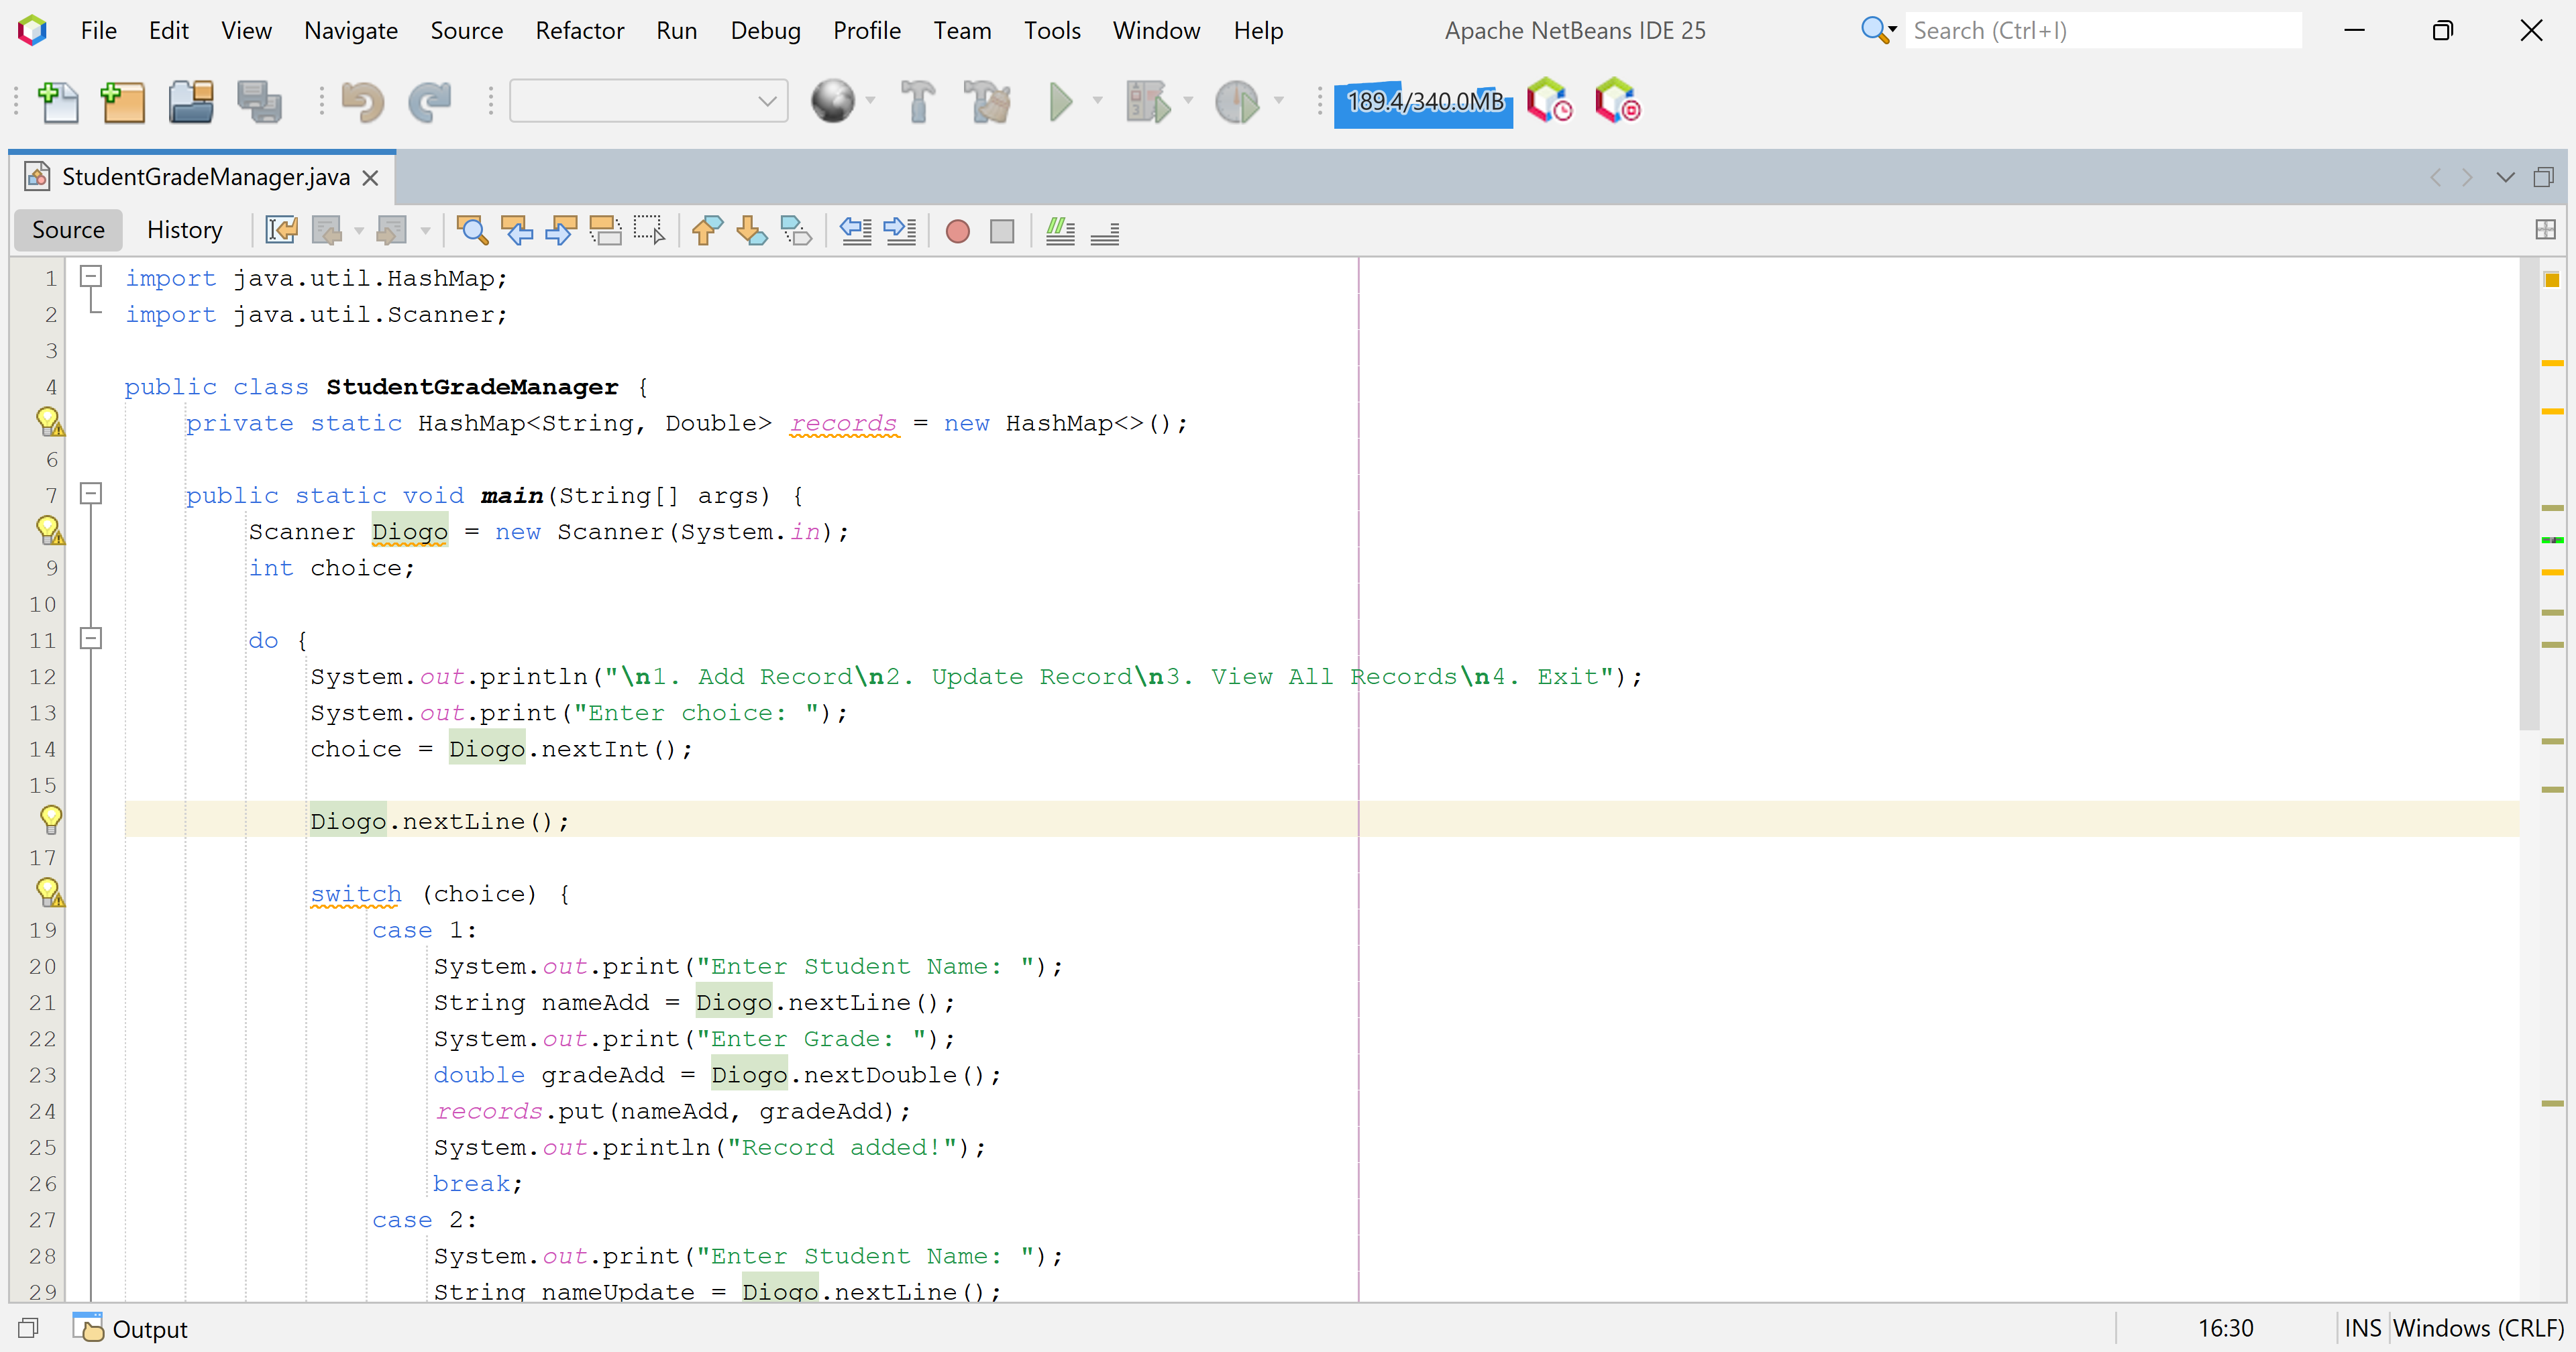 File Edit View Navigate Source Refactor Run Debug Profile Team Tools Window Help Apache NetBeans IDE 25 Search (Ctrl+I)
189.4/340.0MB
StudentGradeManager.java
Source History
1 import java.util.HashMap;
2 import java.util.Scanner;
3
4 public class StudentGradeManager {
private static HashMap<String, Double> records = new HashMap<>();
6
7 public static void main(String[] args) {
Scanner Diogo = new Scanner(System.in);
9 int choice;
10
11 do {
12 System.out.println("\n1. Add Record\n2. Update Record\n3. View All Records\n4. Exit");
13 System.out.print("Enter choice: ");
14 choice = Diogo.nextInt();
15
Diogo.nextLine();
17
switch (choice) {
19 case 1:
20 System.out.print("Enter Student Name: ");
21 String nameAdd = Diogo.nextLine();
22 System.out.print("Enter Grade: ");
23 double gradeAdd = Diogo.nextDouble();
24 records.put(nameAdd, gradeAdd);
25 System.out.println("Record added!");
26 break;
27 case 2:
28 System.out.print("Enter Student Name: ");
29 String nameUpdate = Diogo.nextLine();
Output 16:30 INS Windows (CRLF)